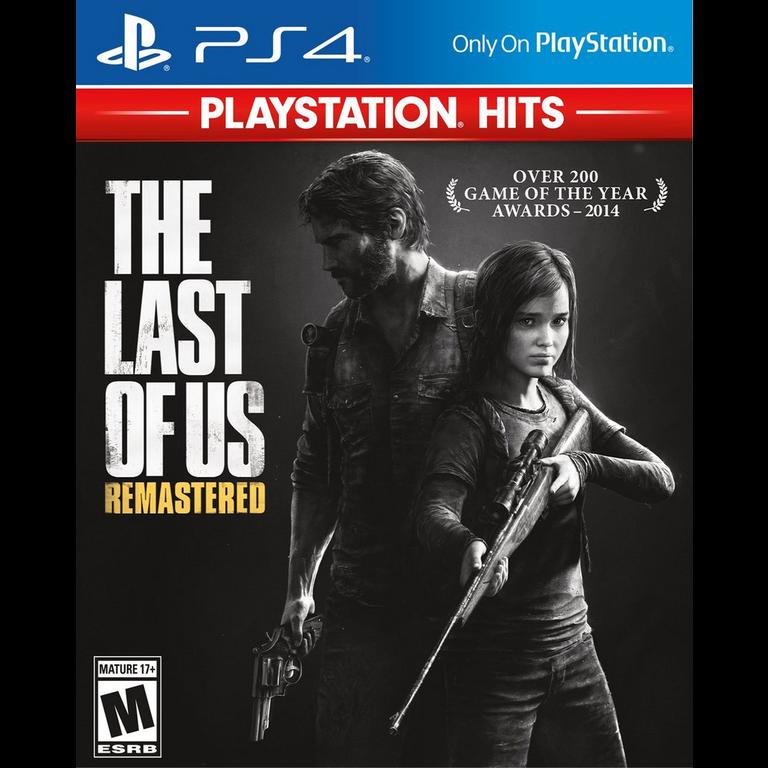 PS4®
Only On PlayStation®
PLAYSTATION® HITS
OVER 200
GAME OF THE YEAR
AWARDS – 2014
THE
LAST
OF US
REMASTERED
MATURE 17+
M
ESRB